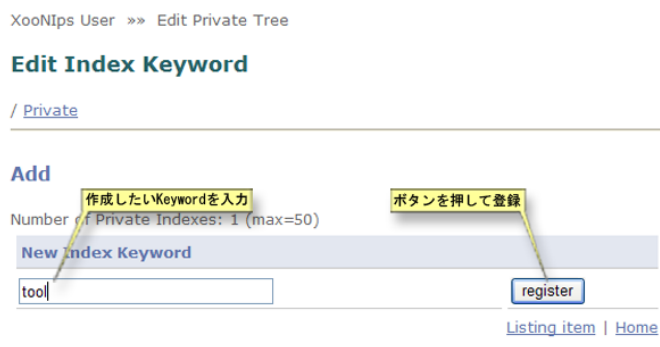 XooNIps User »» Edit Private Tree
Edit Index Keyword
/ Private
Add
作成したいKeywordを入力
ボタンを押して登録
Number of Private Indexes: 1 (max=50)
New Index Keyword
tool
register
Listing item | Home